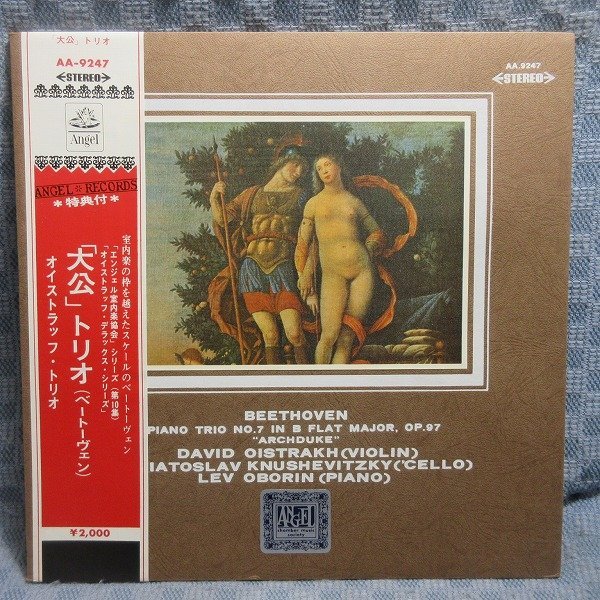 「大公」トリオ
AA-9247
STEREO
Angel
ANGEL RECORDS
*特典付*
室内楽の枠を越えたスケールのベートーヴェン
「エンジェル室内楽協会」シリーズ(第10集)
「オイストラッフ・デラックス・シリーズ」
「大公」トリオ(ベートーヴェン)
オイストラッフ・トリオ
¥2,000
AA.9247
STEREO
BEETHOVEN
PIANO TRIO NO.7 IN B FLAT MAJOR, OP.97
"ARCHDUKE"
DAVID OISTRAKH(VIOLIN)
IATOSLAV KNUSHEVITZKY('CELLO)
LEV OBORIN(PIANO)
ANGEL
chamber music
society